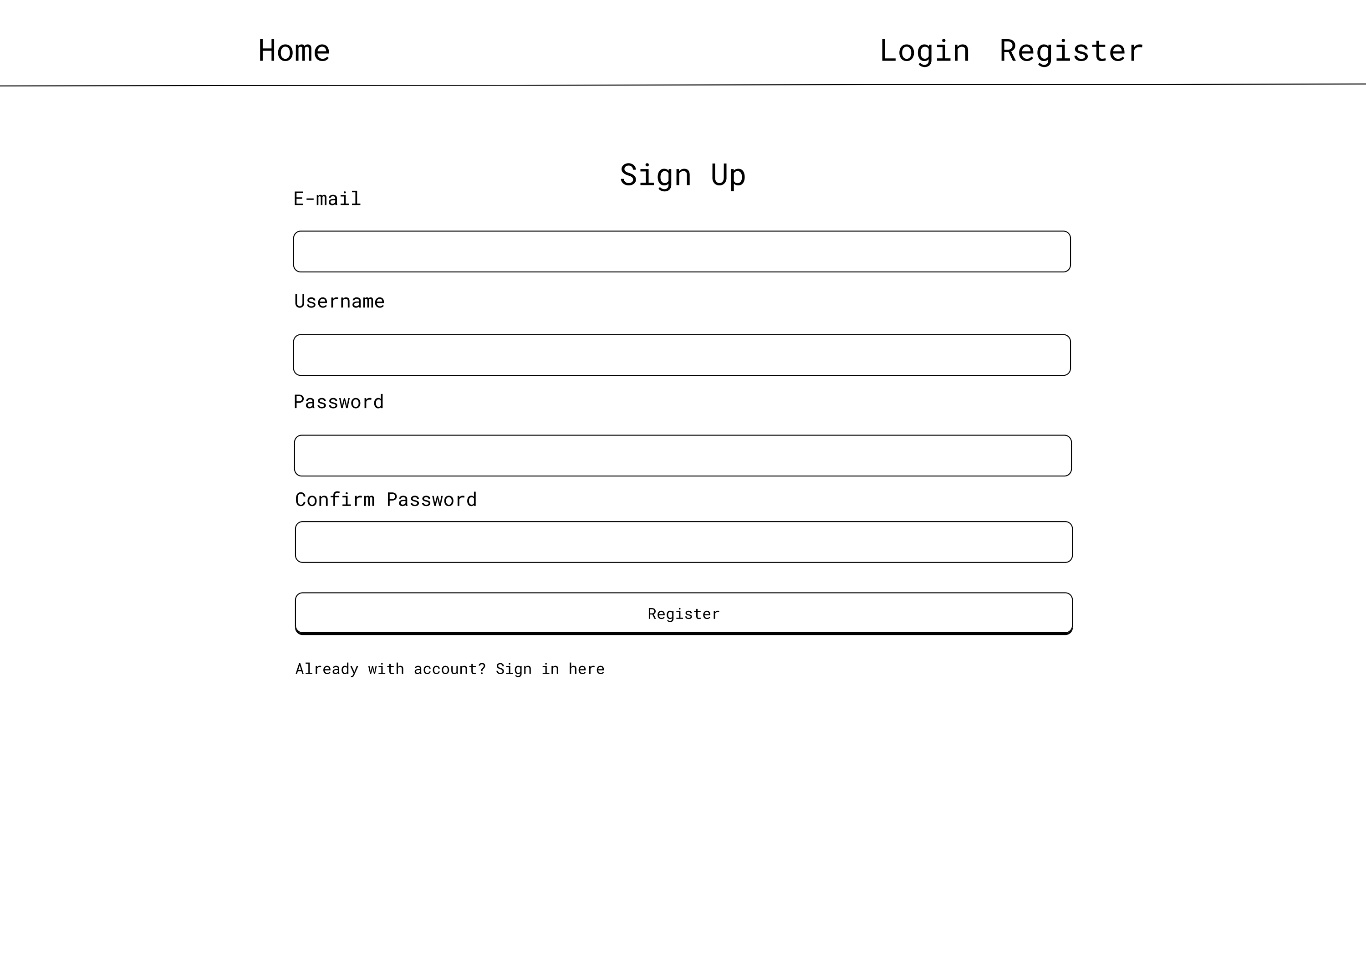 Home Login Register
Sign Up
E-mail
Username
Password
Confirm Password
Register
Already with account? Sign in here